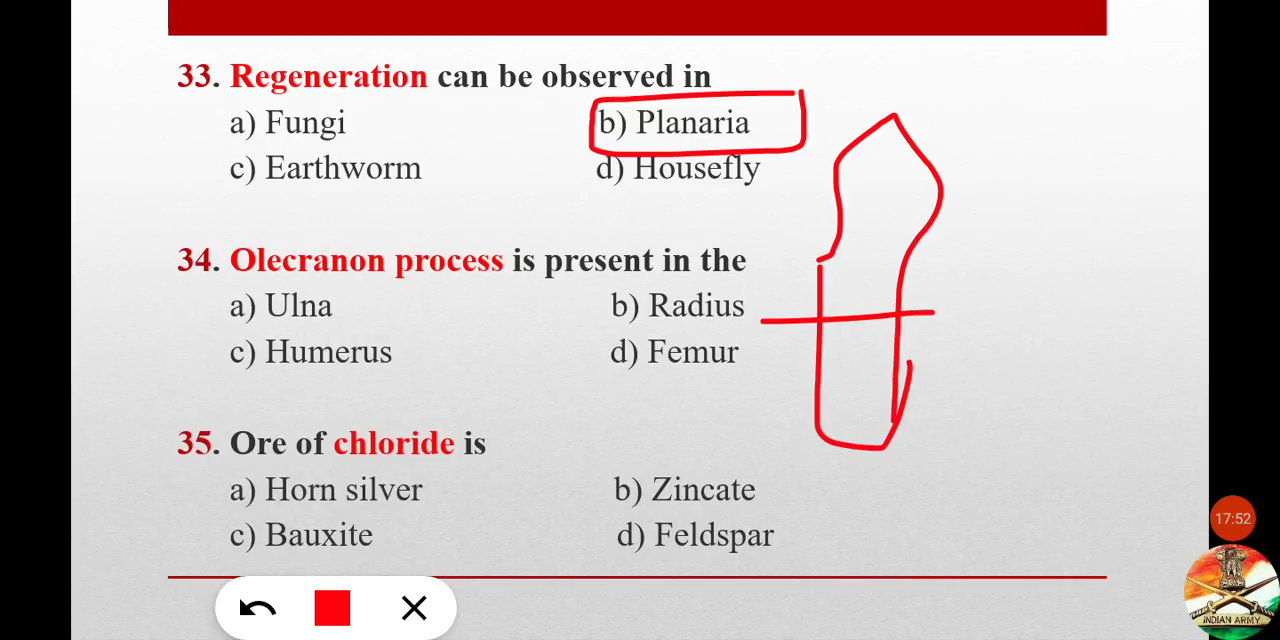 33. Regeneration can be observed in
a) Fungi b) Planaria
c) Earthworm d) Housefly
34. Olecranon process is present in the
a) Ulna b) Radius
c) Humerus d) Femur
35. Ore of chloride is
a) Horn silver b) Zincate
c) Bauxite d) Feldspar
17:52
INDIAN ARMY